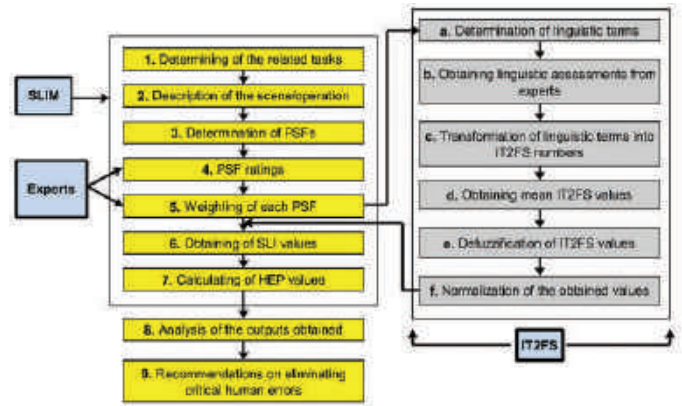 SLIM
Experts
1. Determining of the related tasks
2. Description of the scene/operation
3. Determination of PSFs
4. PSF ratings
5. Weighting of each PSF
6. Obtaining of SLI values
7. Calculating of HEP values
8. Analysis of the outputs obtained
9. Recommendations on eliminating
critical human errors
a. Determination of linguistic terms
b. Obtaining linguistic assessments from
experts
c. Transformation of linguistic terms into
IT2FS numbers
d. Obtaining mean IT2FS values
e. Defuzzification of IT2FS values
f. Normalization of the obtained values
IT2FS